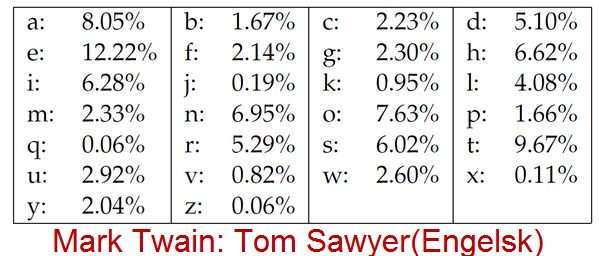 a: 8.05% b: 1.67% c: 2.23% d: 5.10%
e: 12.22% f: 2.14% g: 2.30% h: 6.62%
i: 6.28% j: 0.19% k: 0.95% l: 4.08%
m: 2.33% n: 6.95% o: 7.63% p: 1.66%
q: 0.06% r: 5.29% s: 6.02% t: 9.67%
u: 2.92% v: 0.82% w: 2.60% x: 0.11%
y: 2.04% z: 0.06%
Mark Twain: Tom Sawyer(Engelsk)